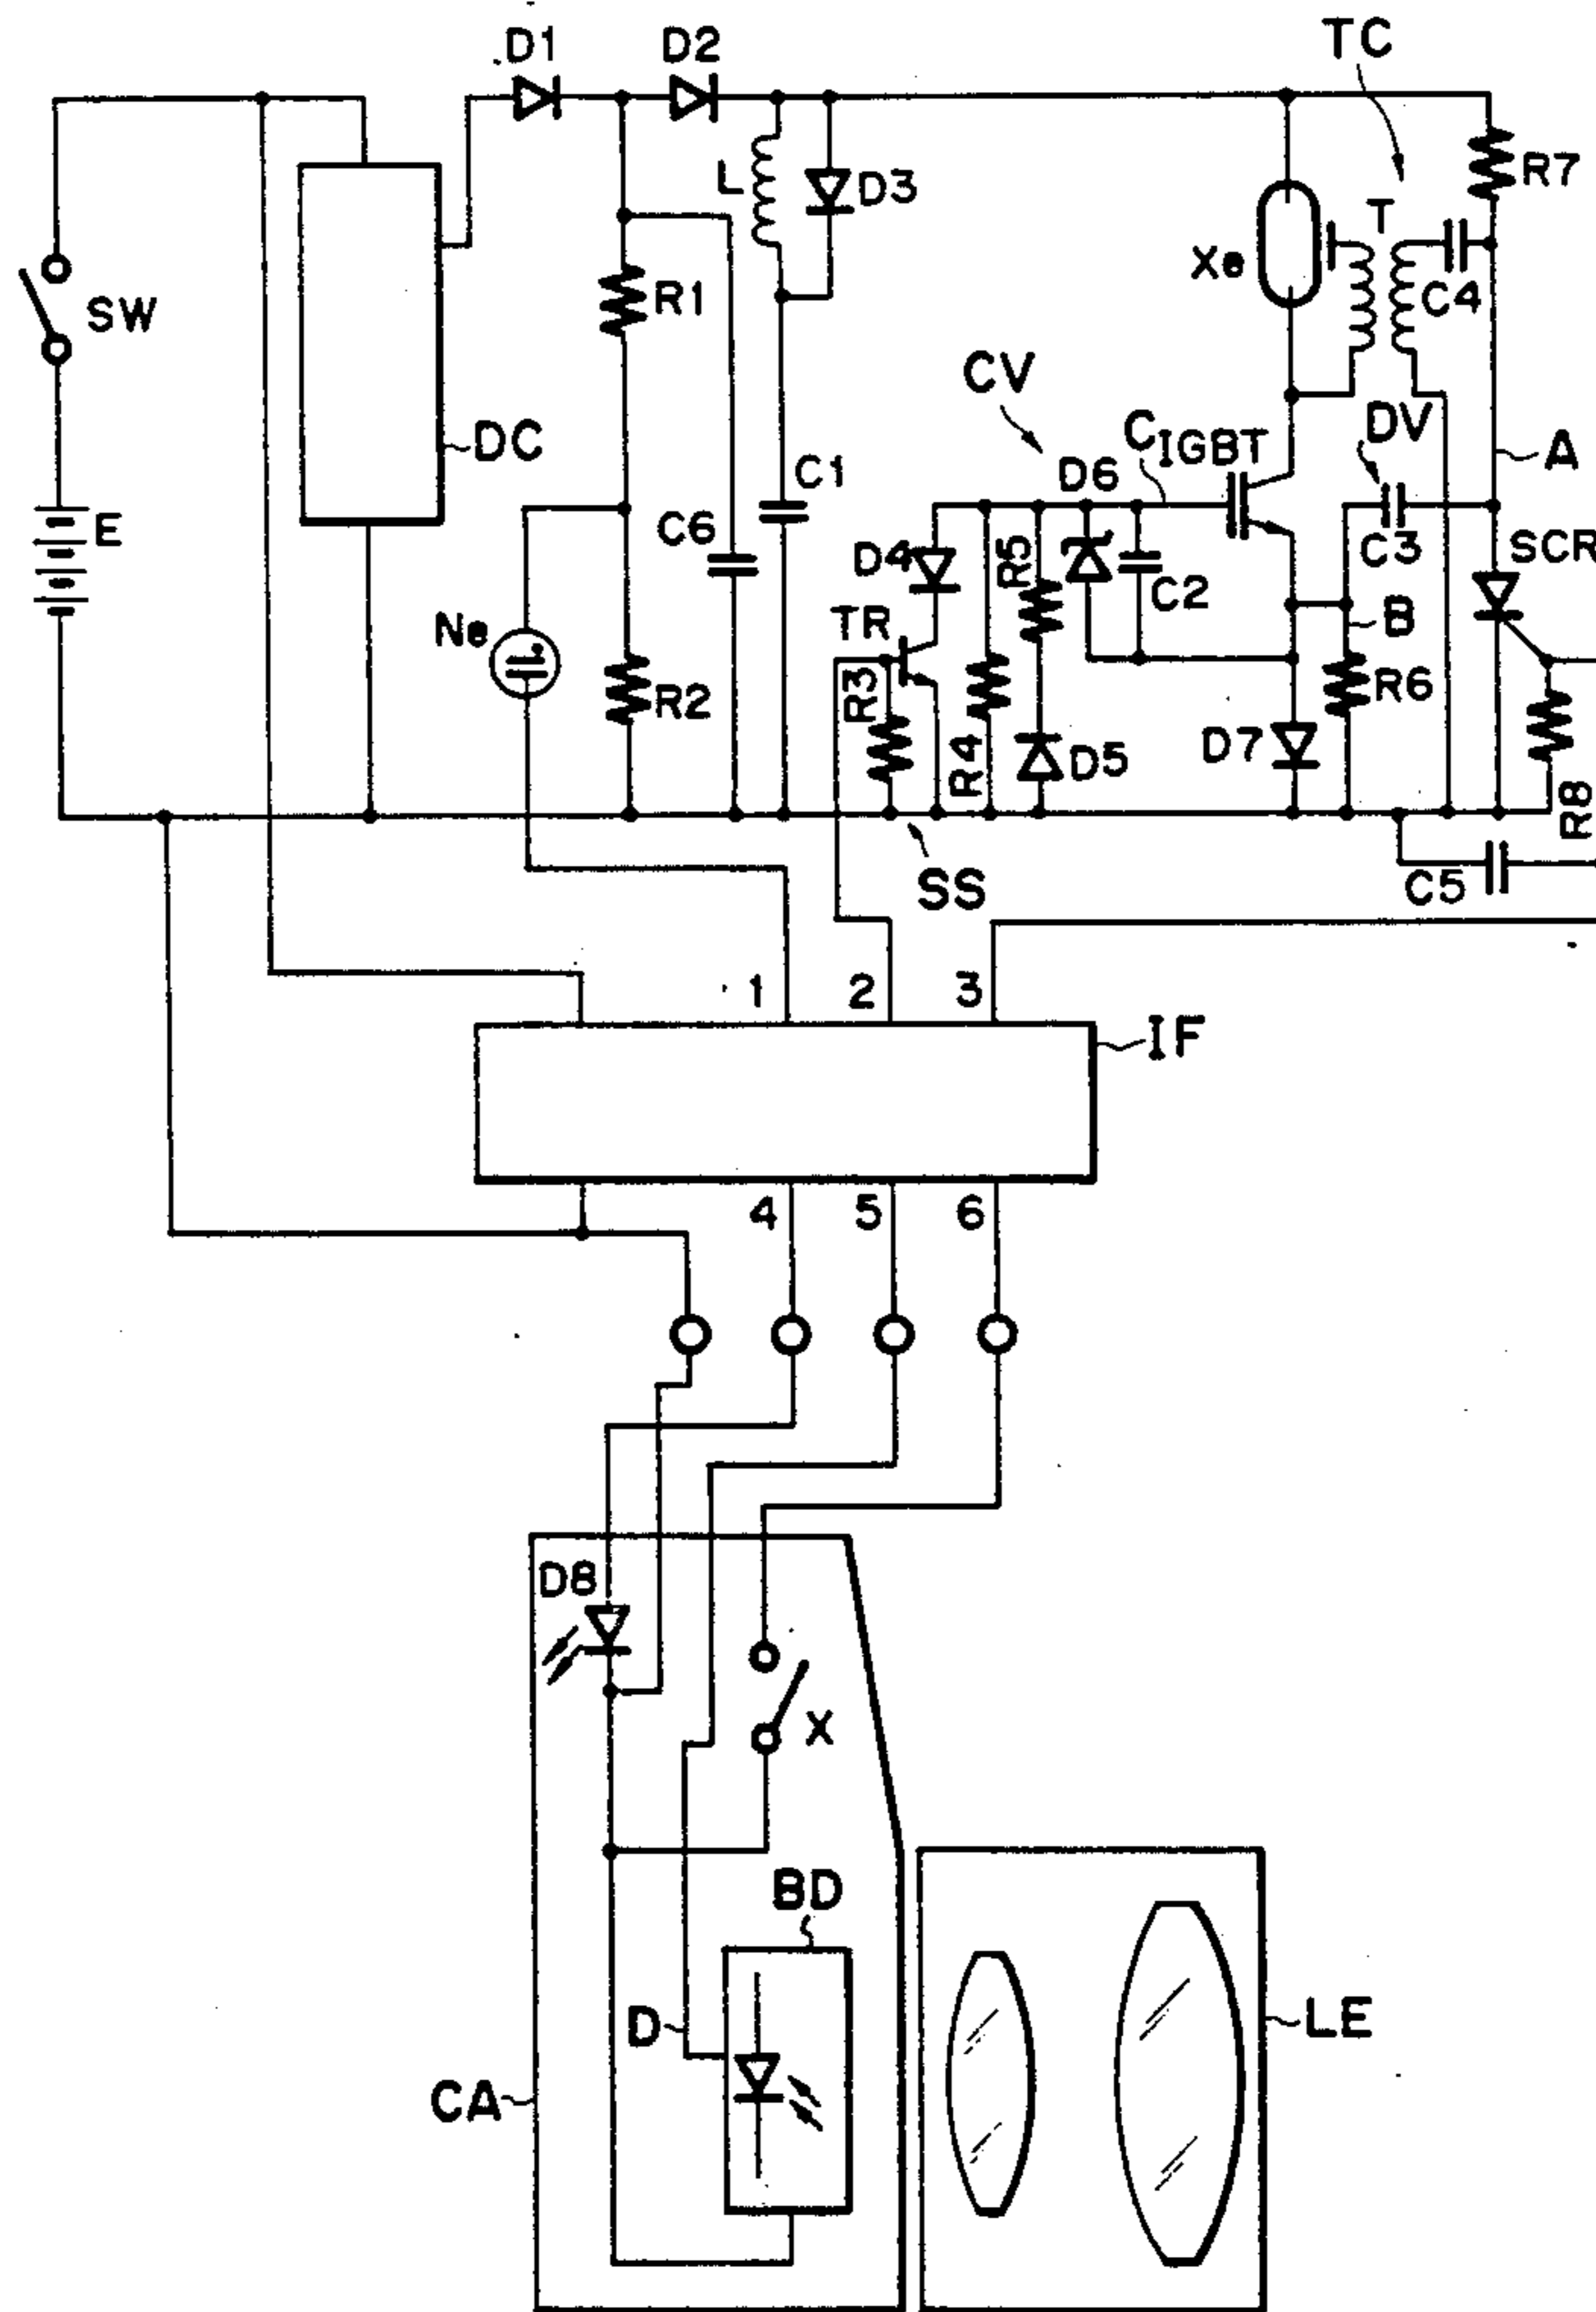 TC
D1
D2
R7
L
D3
T
Xe
R1
C4
SW
CV
DC
C IGBT
DV
A
C1
D6
E
C6
D4
R5
C3
SCR
C2
B
TR
Ne
R3
R2
R4
R6
D7
D5
R8
SS
C5
1
2
3
IF
4
5
6
D8
X
BD
D
LE
CA